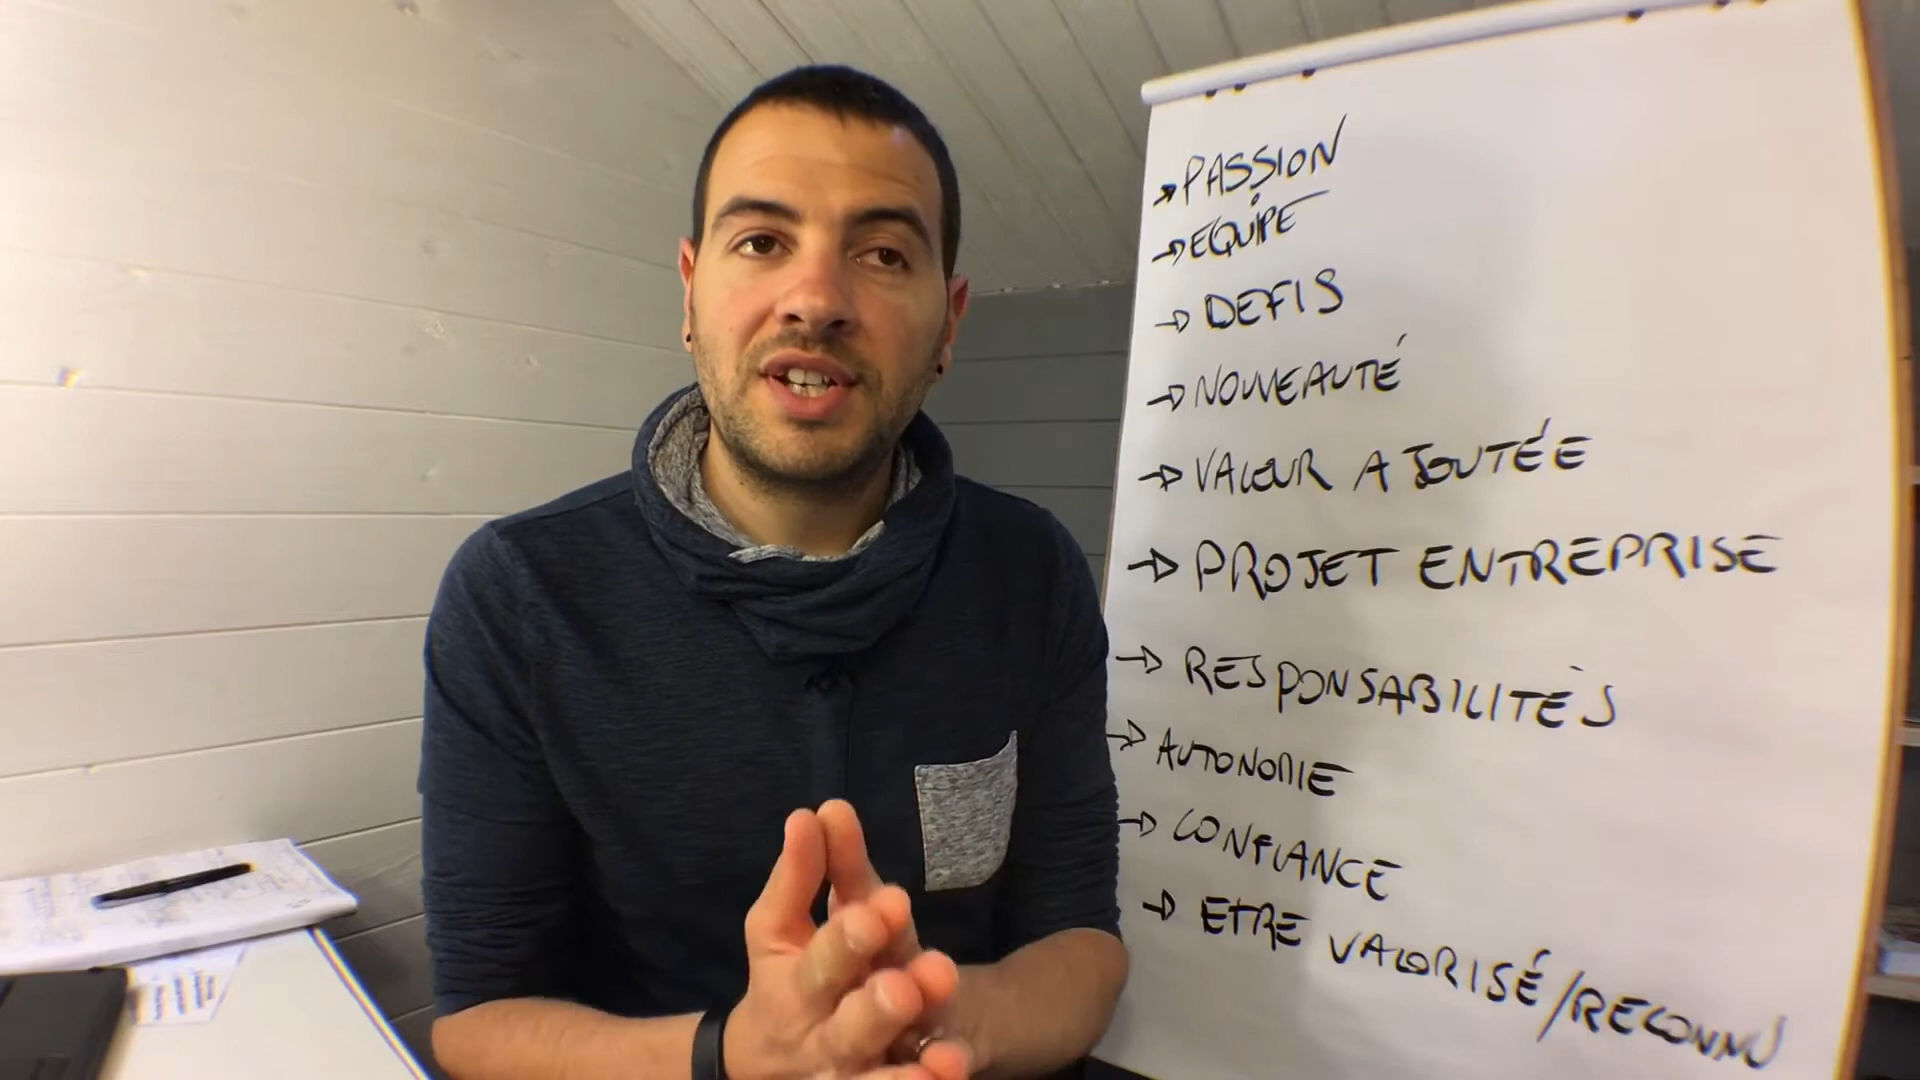 → PASSION
→ EQUIPE
→ DEFIS
→ NOUVEAUTÉ
→ VALEUR AJOUTÉE
→ PROJET ENTREPRISE
→ RESPONSABILITÉS
→ AUTONOMIE
→ CONFIANCE
→ ETRE VALORISÉ/RECONNU